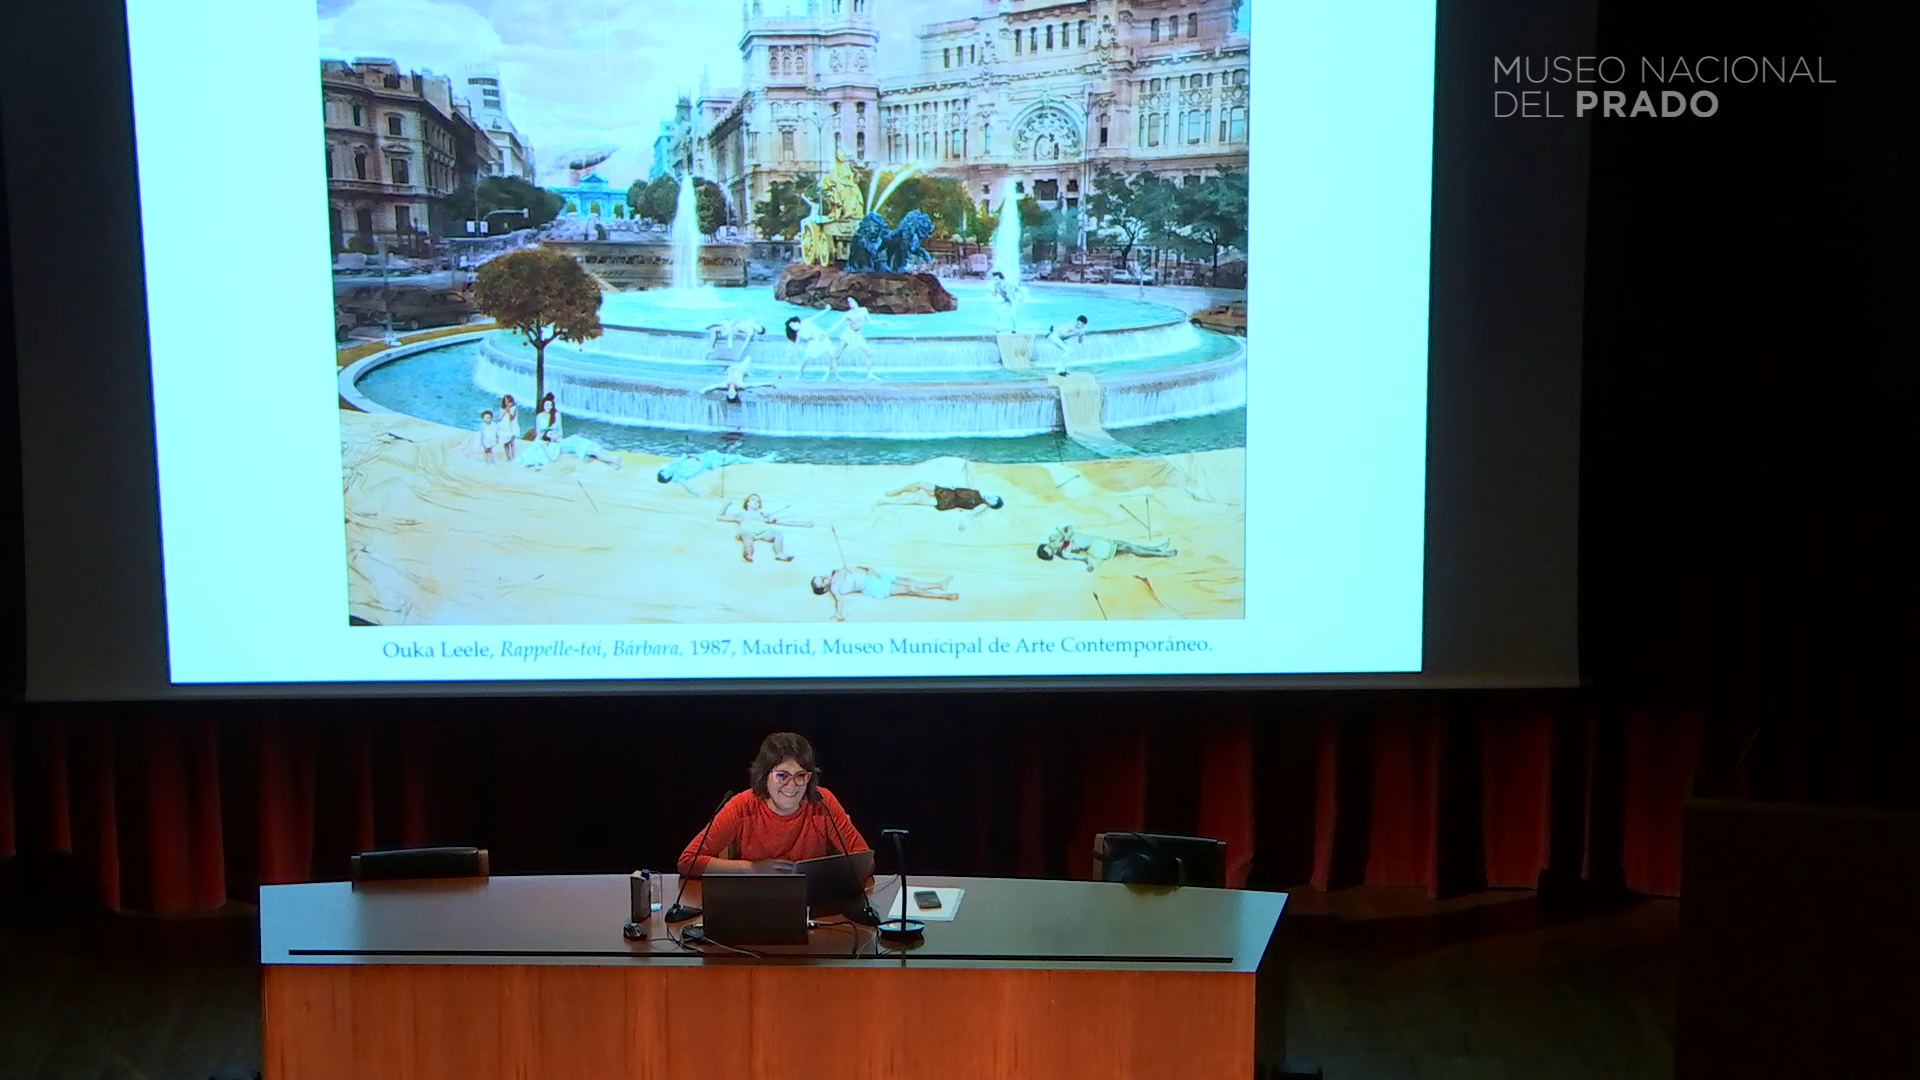 MUSEO NACIONAL
DEL PRADO
Ouka Leele, Rappelle-toi, Bárbara, 1987, Madrid, Museo Municipal de Arte Contemporáneo.